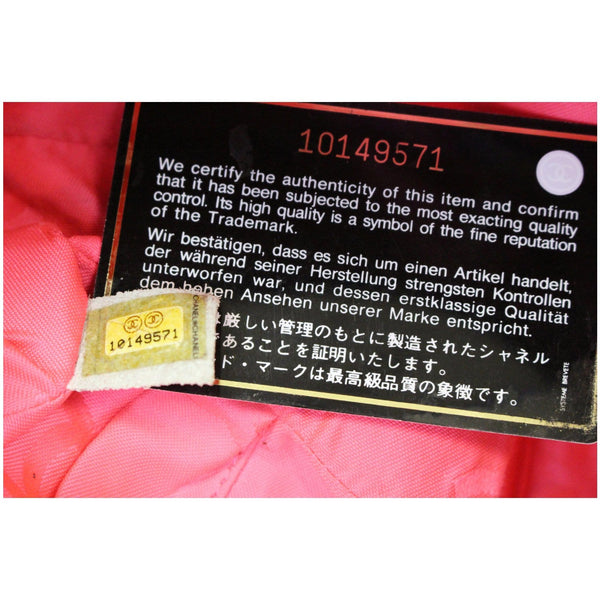 10149571
We certify the authenticity of this item and confirm
that it has been subjected to the most exacting quality
control. Its high quality is a symbol of the fine reputation
of the Trademark.
Wir bestätigen, dass es sich um einen Artikel handelt,
der während seiner Herstellung strengsten Kontrollen
unterworfen war, und dessen erstklassige Qualität
dem hohen Ansehen unserer Marke entspricht.
厳しい管理のもとに製造されたシャネル
であることを証明いたします。
ド・マークは最高級品質の象徴です。
SYSTEME BREVETE
10149571
CHANEL